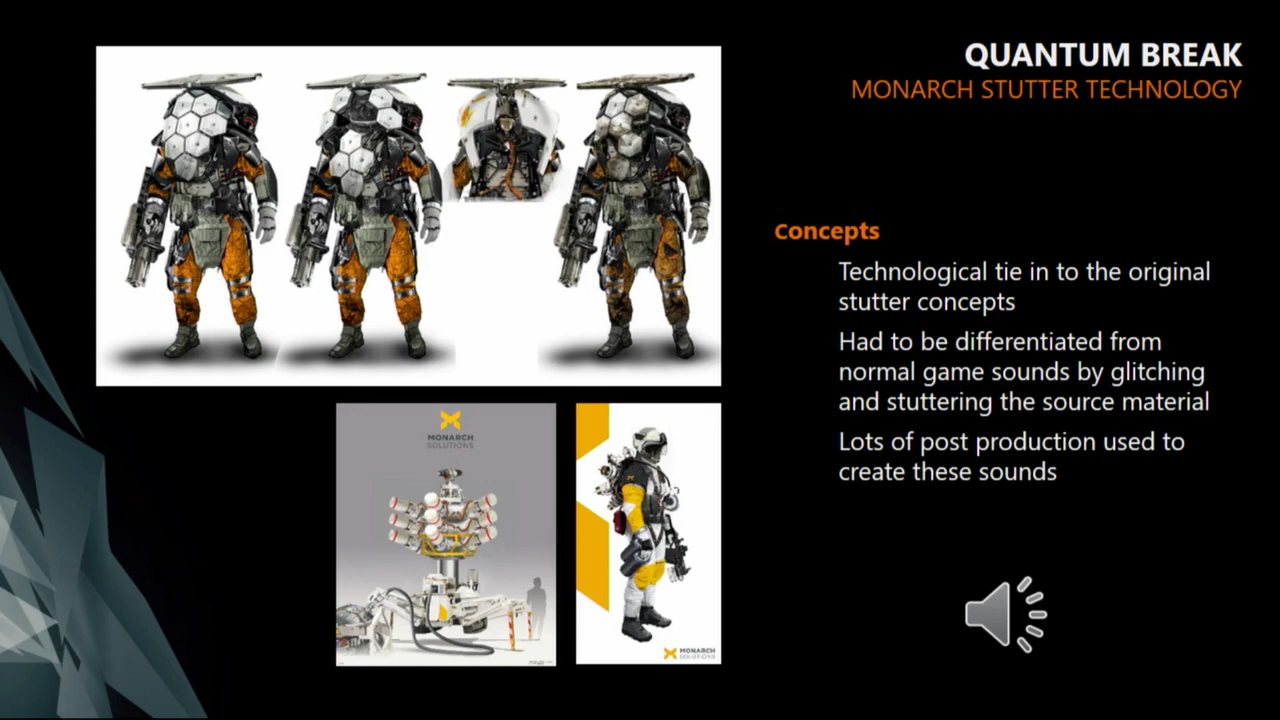 QUANTUM BREAK
MONARCH STUTTER TECHNOLOGY
Concepts
Technological tie in to the original
stutter concepts
Had to be differentiated from
normal game sounds by glitching
and stuttering the source material
Lots of post production used to
create these sounds
MONARCH
SOLUTIONS
MONARCH
SOLUTIONS